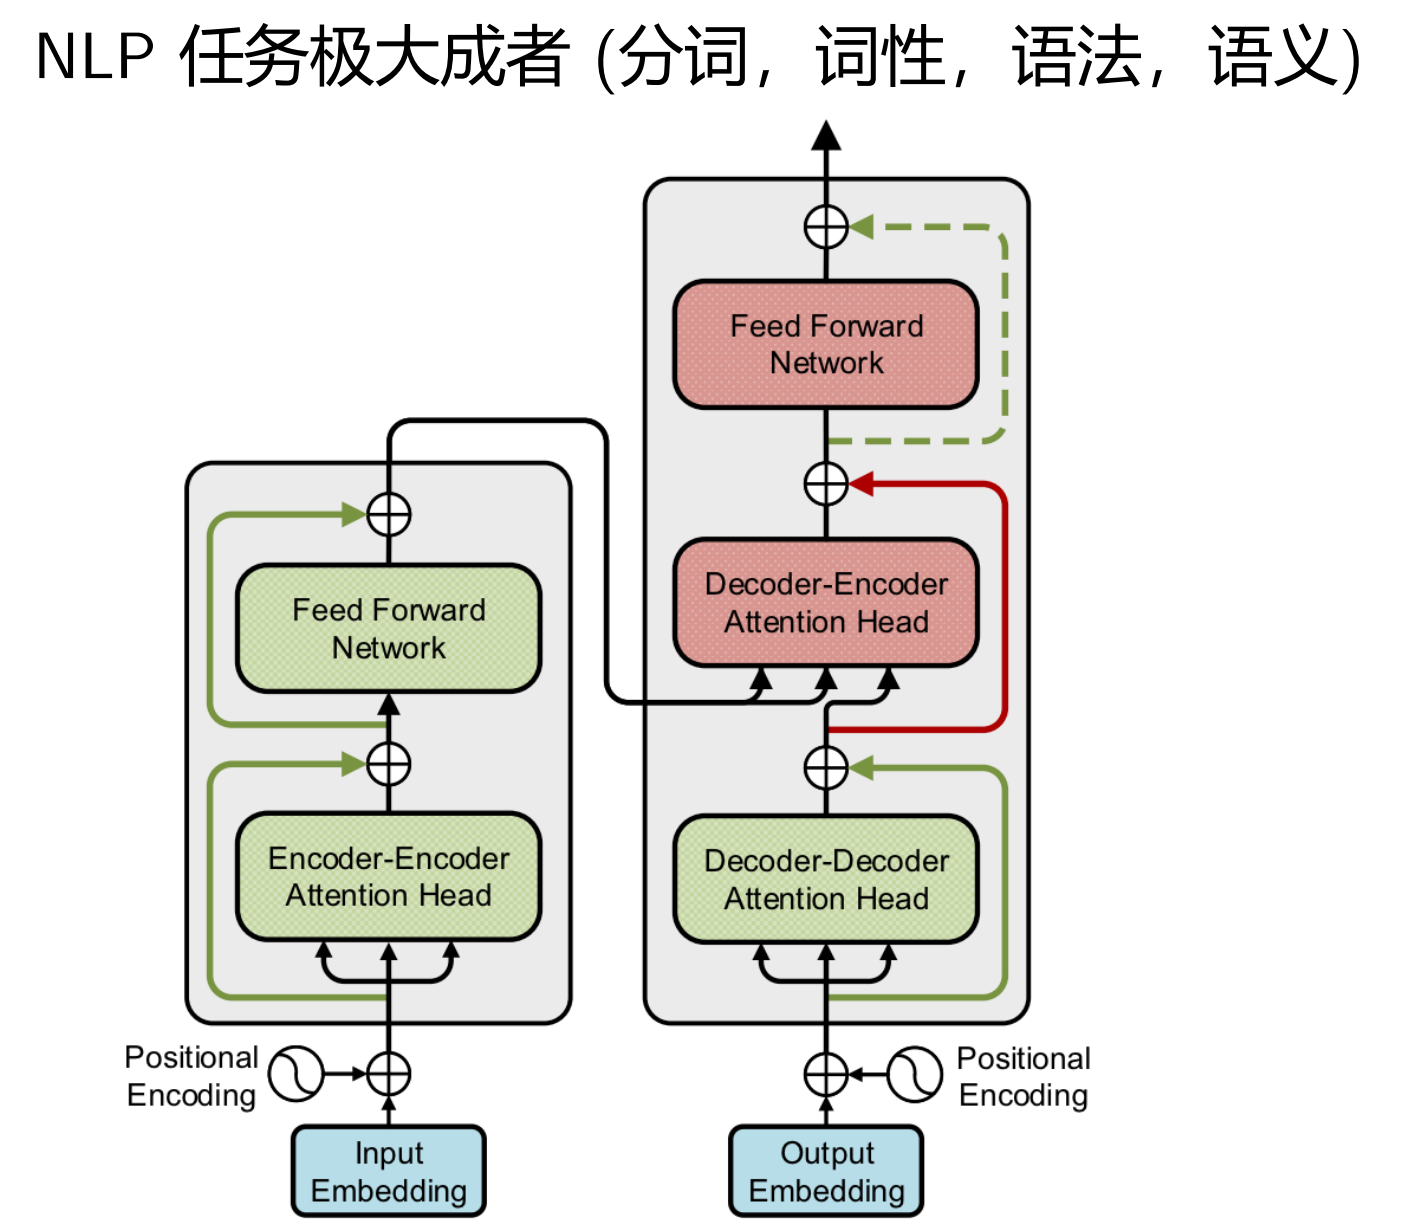 NLP 任务极大成者 (分词，词性，语法，语义)
Feed Forward
Network
Decoder-Encoder
Attention Head
Feed Forward
Network
Encoder-Encoder
Attention Head
Decoder-Decoder
Attention Head
Positional
Encoding
Positional
Encoding
Input
Embedding
Output
Embedding